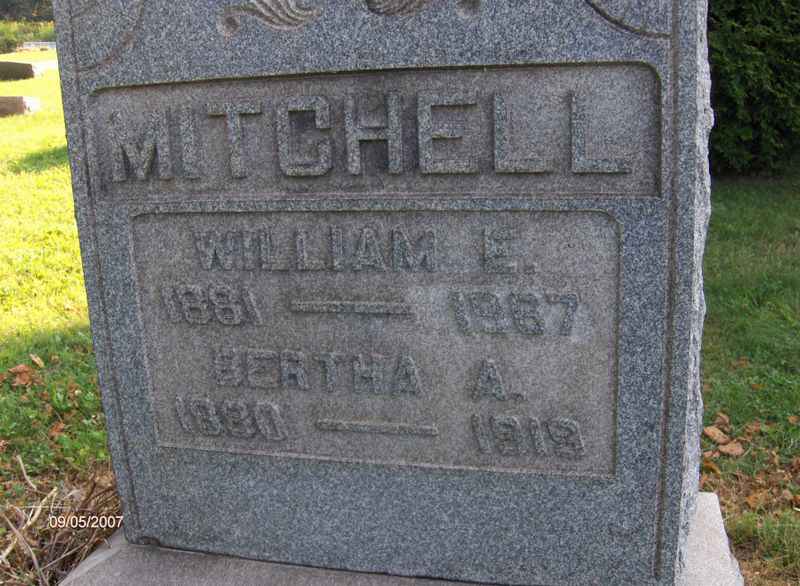 MITCHELL
WILLIAM E.
1881 — 1967
BERTHA A.
1880 — 1919
09/05/2007